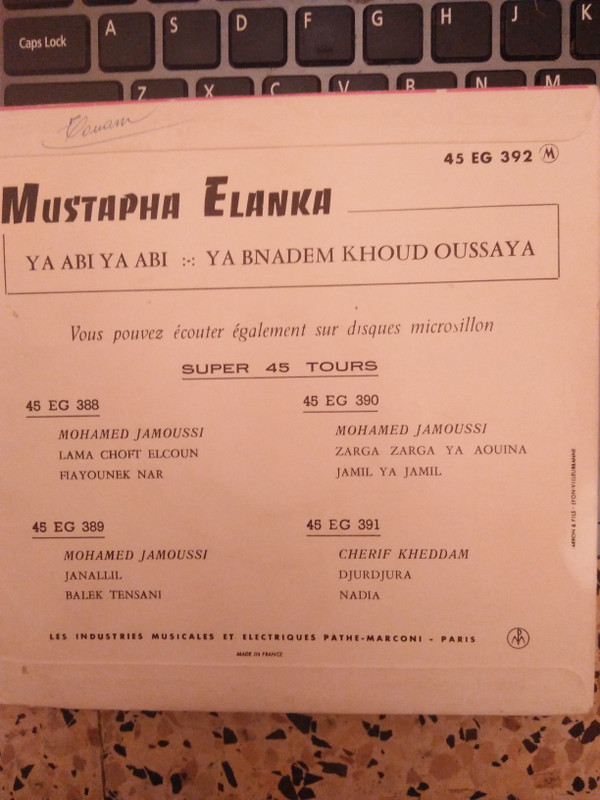 Caps Lock A S D F G H J K
Z X C V B N M
45 EG 392 M
MUSTAPHA ELANKA
YA ABI YA ABI :-: YA BNADEM KHOUD OUSSAYA
Vous pouvez écouter également sur disques microsillon
SUPER 45 TOURS
45 EG 388
MOHAMED JAMOUSSI
LAMA CHOFT ELCOUN
FIAYOUNEK NAR
45 EG 390
MOHAMED JAMOUSSI
ZARGA ZARGA YA AOUINA
JAMIL YA JAMIL
45 EG 389
MOHAMED JAMOUSSI
JANALLIL
BALEK TENSANI
45 EG 391
CHERIF KHEDDAM
DJURDJURA
NADIA
LES INDUSTRIES MUSICALES ET ELECTRIQUES PATHE-MARCONI - PARIS
MADE IN FRANCE
& FILS - LYON-VILLEURBANNE